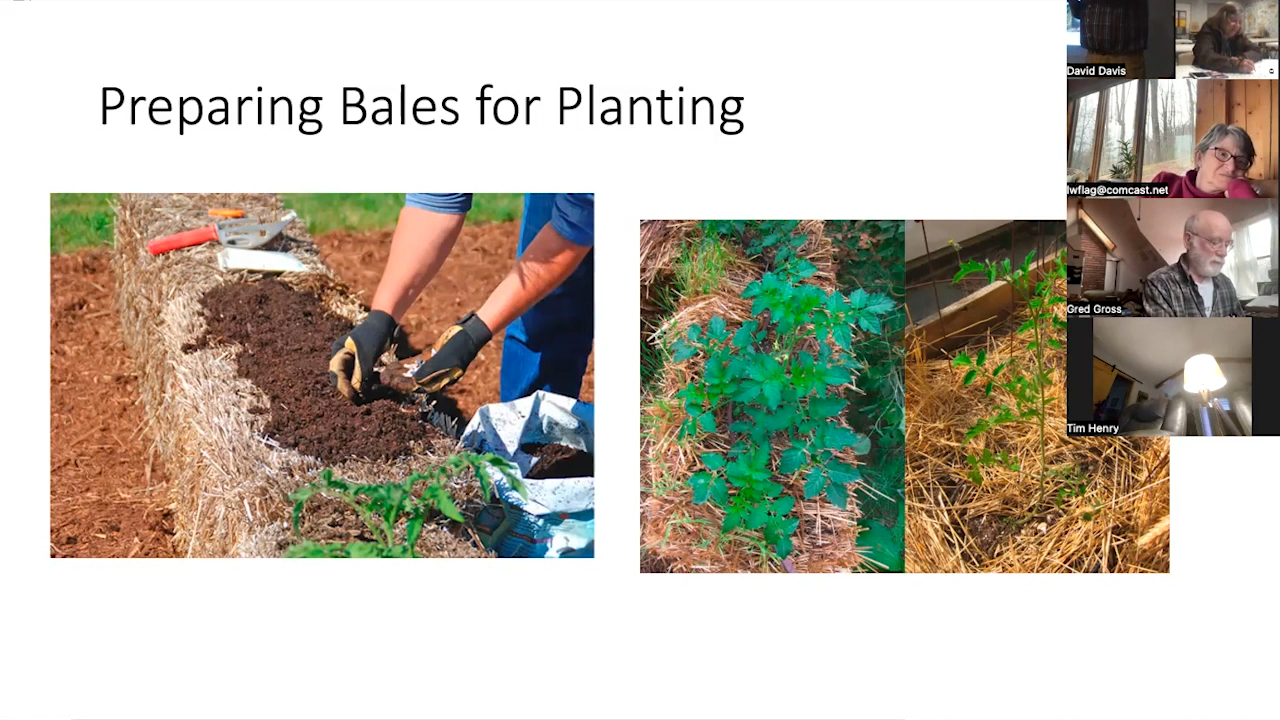 Preparing Bales for Planting
David Davis
lwflag@comcast.net
Gred Gross
Tim Henry